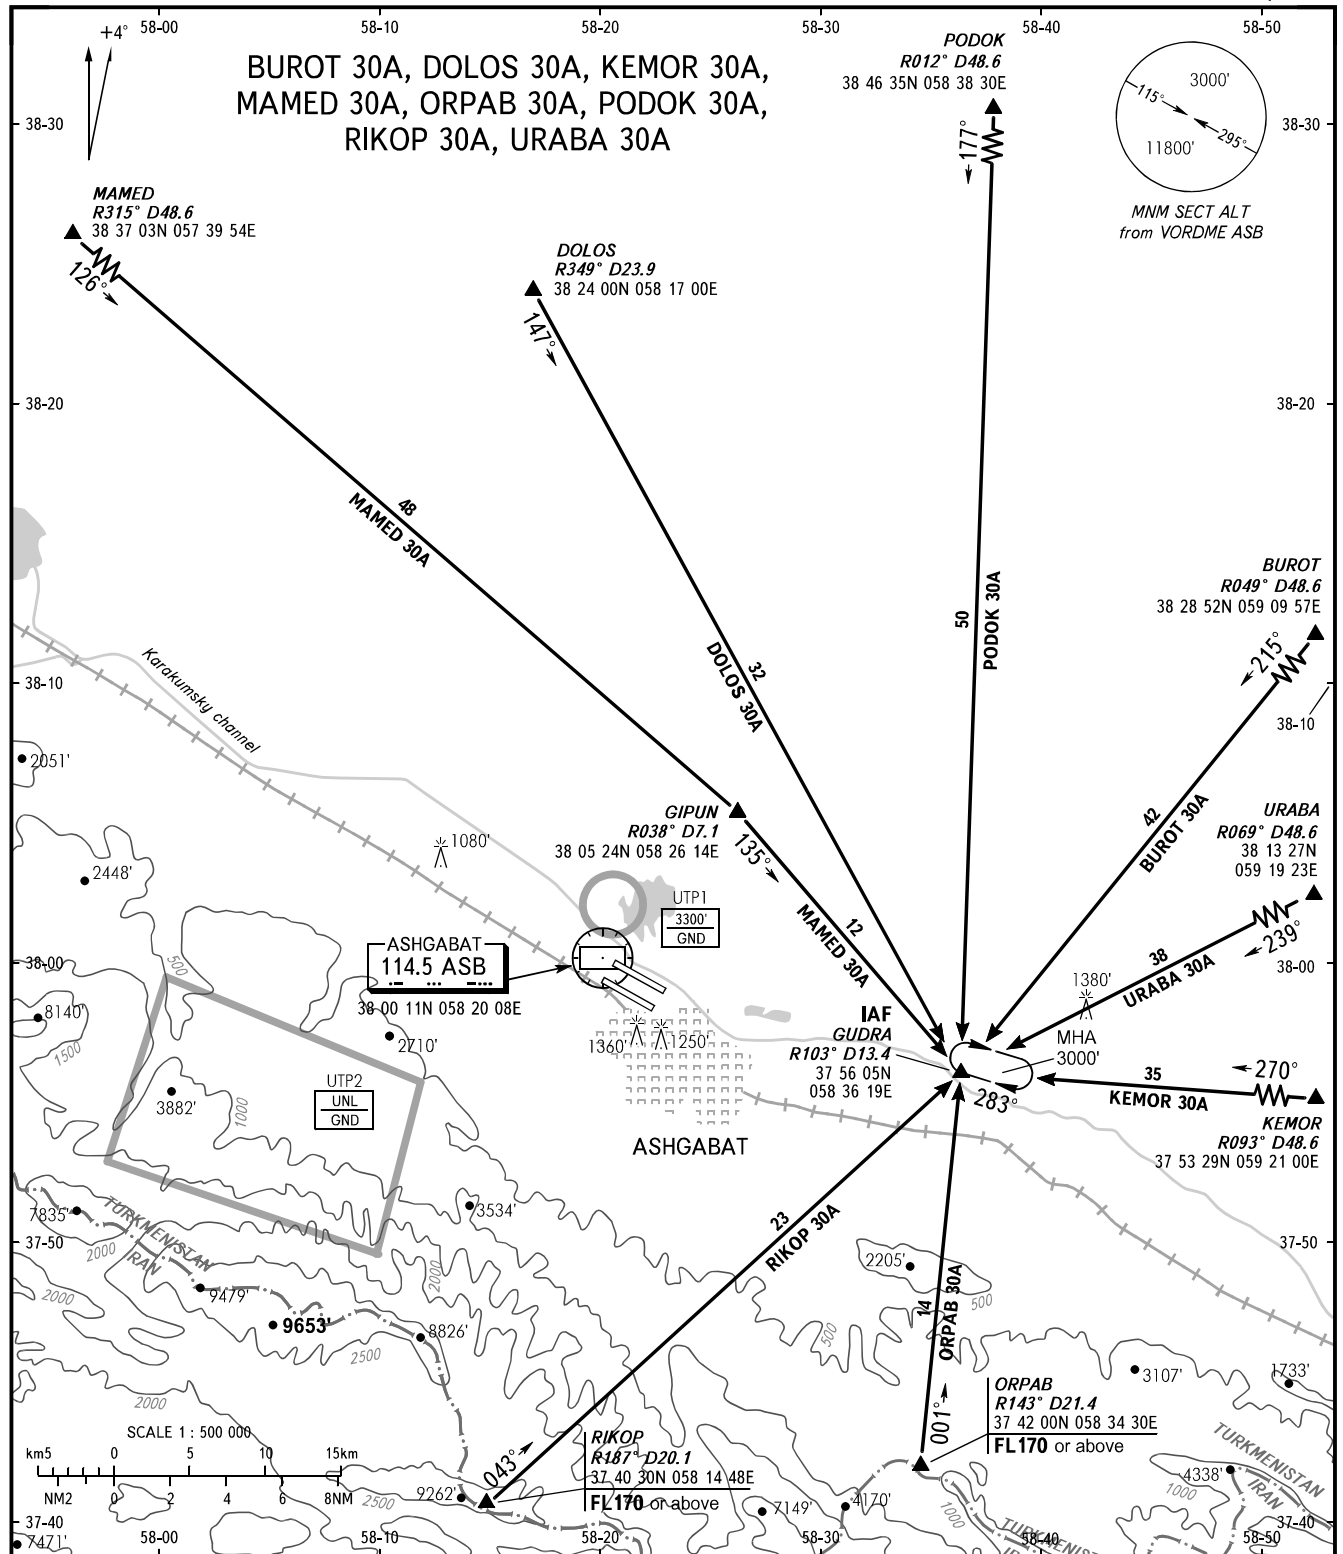 58-00
58-10
58-20
58-30
58-40
58-50
+4°
BUROT 30A, DOLOS 30A, KEMOR 30A,
MAMED 30A, ORPAB 30A, PODOK 30A,
RIKOP 30A, URABA 30A
PODOK
R012° D48.6
38 46 35N 058 38 30E
177°
3000'
115°
295°
11800'
MNM SECT ALT
from VORDME ASB
38-30
38-30
MAMED
R315° D48.6
38 37 03N 057 39 54E
126°
DOLOS
R349° D23.9
38 24 00N 058 17 00E
147°
38-20
38-20
48
MAMED 30A
32
DOLOS 30A
50
PODOK 30A
BUROT
R049° D48.6
38 28 52N 059 09 57E
215°
38-10
38-10
38-10
Karakumsky channel
2051'
42
BUROT 30A
GIPUN
R038° D7.1
38 05 24N 058 26 14E
135°
URABA
R069° D48.6
38 13 27N
059 19 23E
239°
1080'
2448'
UTP1
3300'
GND
12
MAMED 30A
38
URABA 30A
ASHGABAT
114.5 ASB
38 00 11N 058 20 08E
38-00
38-00
500
8140'
1500
2710'
1360'
1250'
1380'
MHA
3000'
IAF
GUDRA
R103° D13.4
37 56 05N
058 36 19E
283°
270°
35
KEMOR 30A
KEMOR
R093° D48.6
37 53 29N 059 21 00E
UTP2
UNL
GND
3882'
1000
ASHGABAT
7835'
2000
TURKMENISTAN
IRAN
3534'
23
RIKOP 30A
37-50
37-50
2000
9479'
2000
9653'
2500
8826'
2205'
500
500
14
ORPAB 30A
3107'
1733'
2000
SCALE 1 : 500 000
km5 0 5 10 15km
NM2 0 2 4 6 8NM
001°
ORPAB
R143° D21.4
37 42 00N 058 34 30E
FL170 or above
043°
RIKOP
R187° D20.1
37 40 30N 058 14 48E
FL170 or above
9262'
2500
7149'
4170'
1000
4338'
1000
TURKMENISTAN
IRAN
TURKMENISTAN
37-40
37-40
7471'
58-00
58-10
58-20
58-30
58-40
58-50